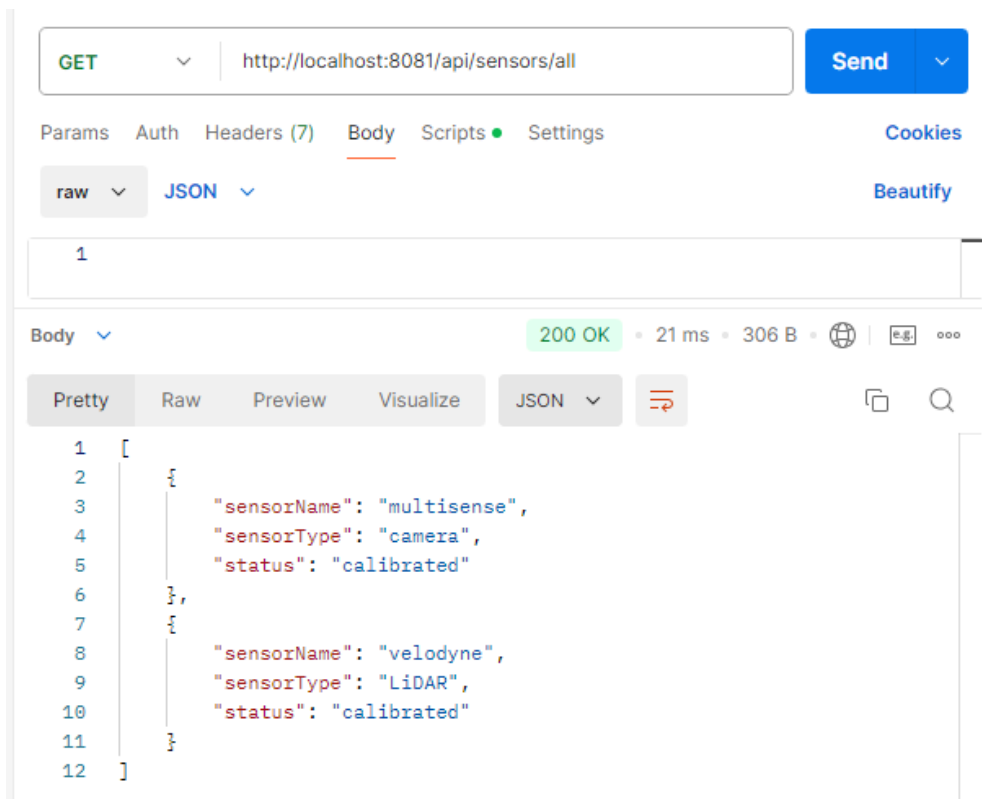 GET http://localhost:8081/api/sensors/all Send
Params Auth Headers (7) Body Scripts Settings Cookies
raw JSON Beautify
1
Body 200 OK 21 ms 306 B e.g.
Pretty Raw Preview Visualize JSON
1 [
2 {
3 "sensorName": "multisense",
4 "sensorType": "camera",
5 "status": "calibrated"
6 },
7 {
8 "sensorName": "velodyne",
9 "sensorType": "LiDAR",
10 "status": "calibrated"
11 }
12 ]